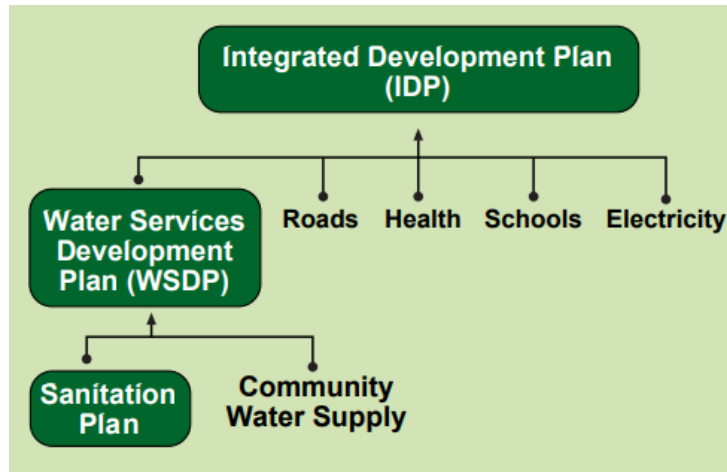 Integrated Development Plan
(IDP)
Water Services
Development
Plan (WSDP)
Roads
Health
Schools
Electricity
Sanitation
Plan
Community
Water Supply